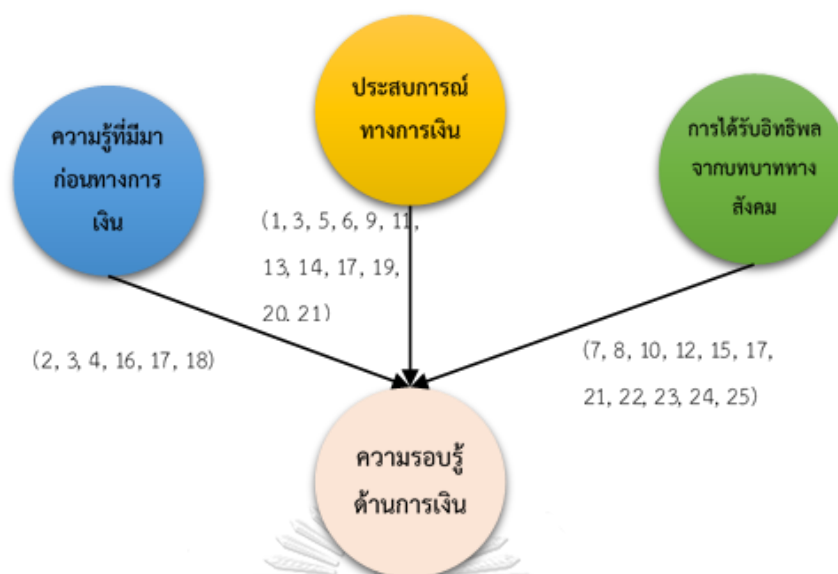 ประสบการณ์
ทางการเงิน
ความรู้ที่มีมา
ก่อนทางการ
เงิน
การได้รับอิทธิพล
จากบทบาททาง
สังคม
(1, 3, 5, 6, 9, 11,
13, 14, 17, 19,
20. 21)
(2, 3, 4, 16, 17, 18)
(7, 8, 10, 12, 15, 17,
21, 22, 23, 24, 25)
ความรอบรู้
ด้านการเงิน